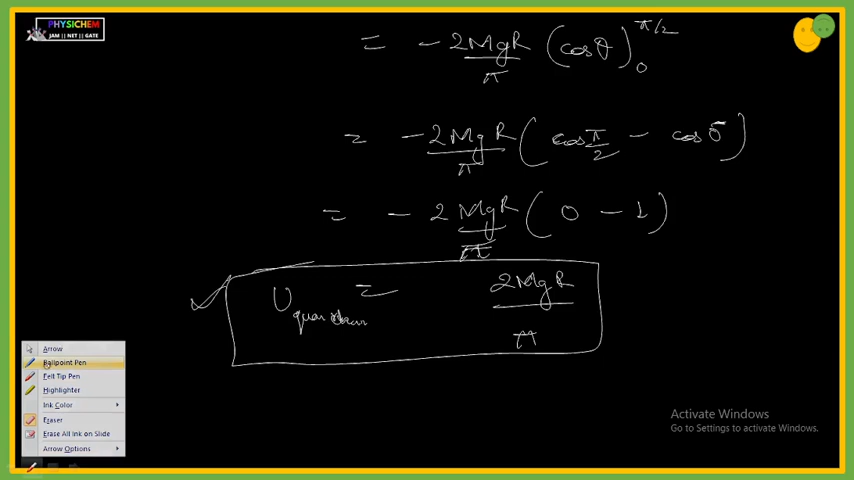 PHYSICHEM
JAM || NET || GATE
= - 2MgR/π (cosθ)₀^π/2
= - 2MgR/π (cos π/2 - cos 0)
= - 2MgR/π (0 - 1)
U = 2MgR/π
Arrow
Ballpoint Pen
Felt Tip Pen
Highlighter
Ink Color
Eraser
Erase All Ink on Slide
Arrow Options
Activate Windows
Go to Settings to activate Windows.